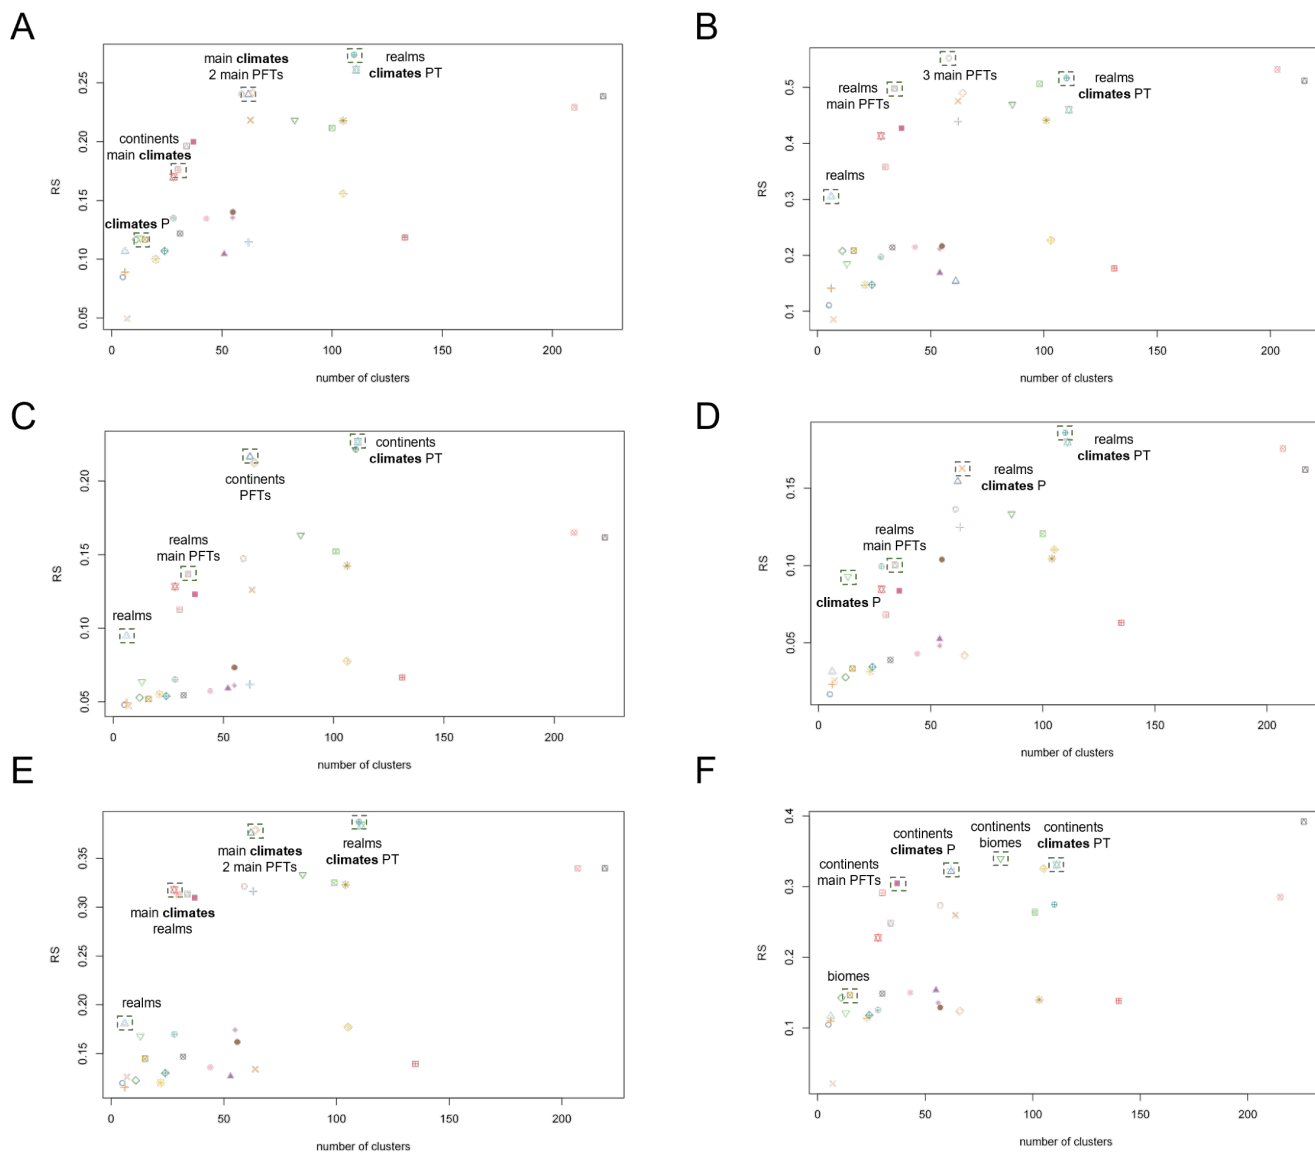 A
main climates
2 main PFTs
realms
climates PT
continents
main climates
climates P
RS
0.05
0.10
0.15
0.20
0.25
0
50
100
150
200
number of clusters
B
3 main PFTs
realms
climates PT
realms
main PFTs
realms
RS
0.1
0.2
0.3
0.4
0.5
0
50
100
150
200
number of clusters
C
continents
climates PT
continents
PFTs
realms
main PFTs
realms
RS
0.05
0.10
0.15
0.20
0
50
100
150
200
number of clusters
D
realms
climates PT
realms
climates P
realms
main PFTs
climates P
RS
0.05
0.10
0.15
0
50
100
150
200
number of clusters
E
main climates
2 main PFTs
realms
climates PT
main climates
realms
realms
RS
0.15
0.20
0.25
0.30
0.35
0
50
100
150
200
number of clusters
F
continents
climates P
continents
biomes
continents
climates PT
continents
main PFTs
biomes
RS
0.1
0.2
0.3
0.4
0
50
100
150
200
number of clusters